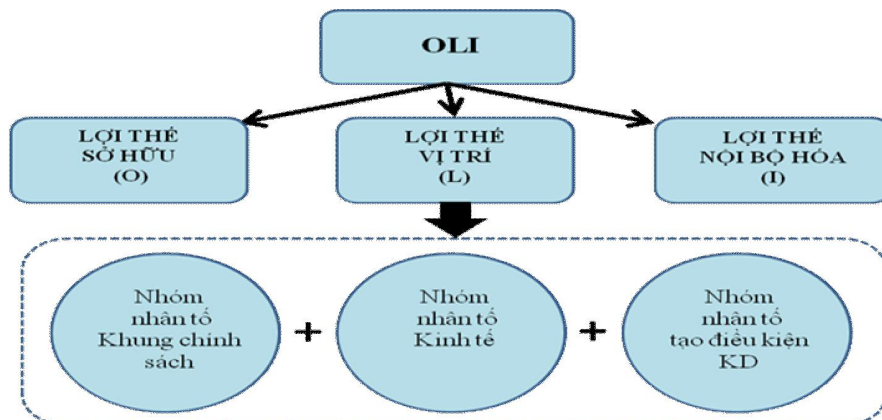 OLI
LỢI THẾ
SỞ HỮU
(O)
LỢI THẾ
VỊ TRÍ
(L)
LỢI THẾ
NỘI BỘ HÓA
(I)
Nhóm
nhân tố
Khung chính
sách
+
Nhóm
nhân tố
Kinh tế
+
Nhóm
nhân tố
tạo điều kiện
KD